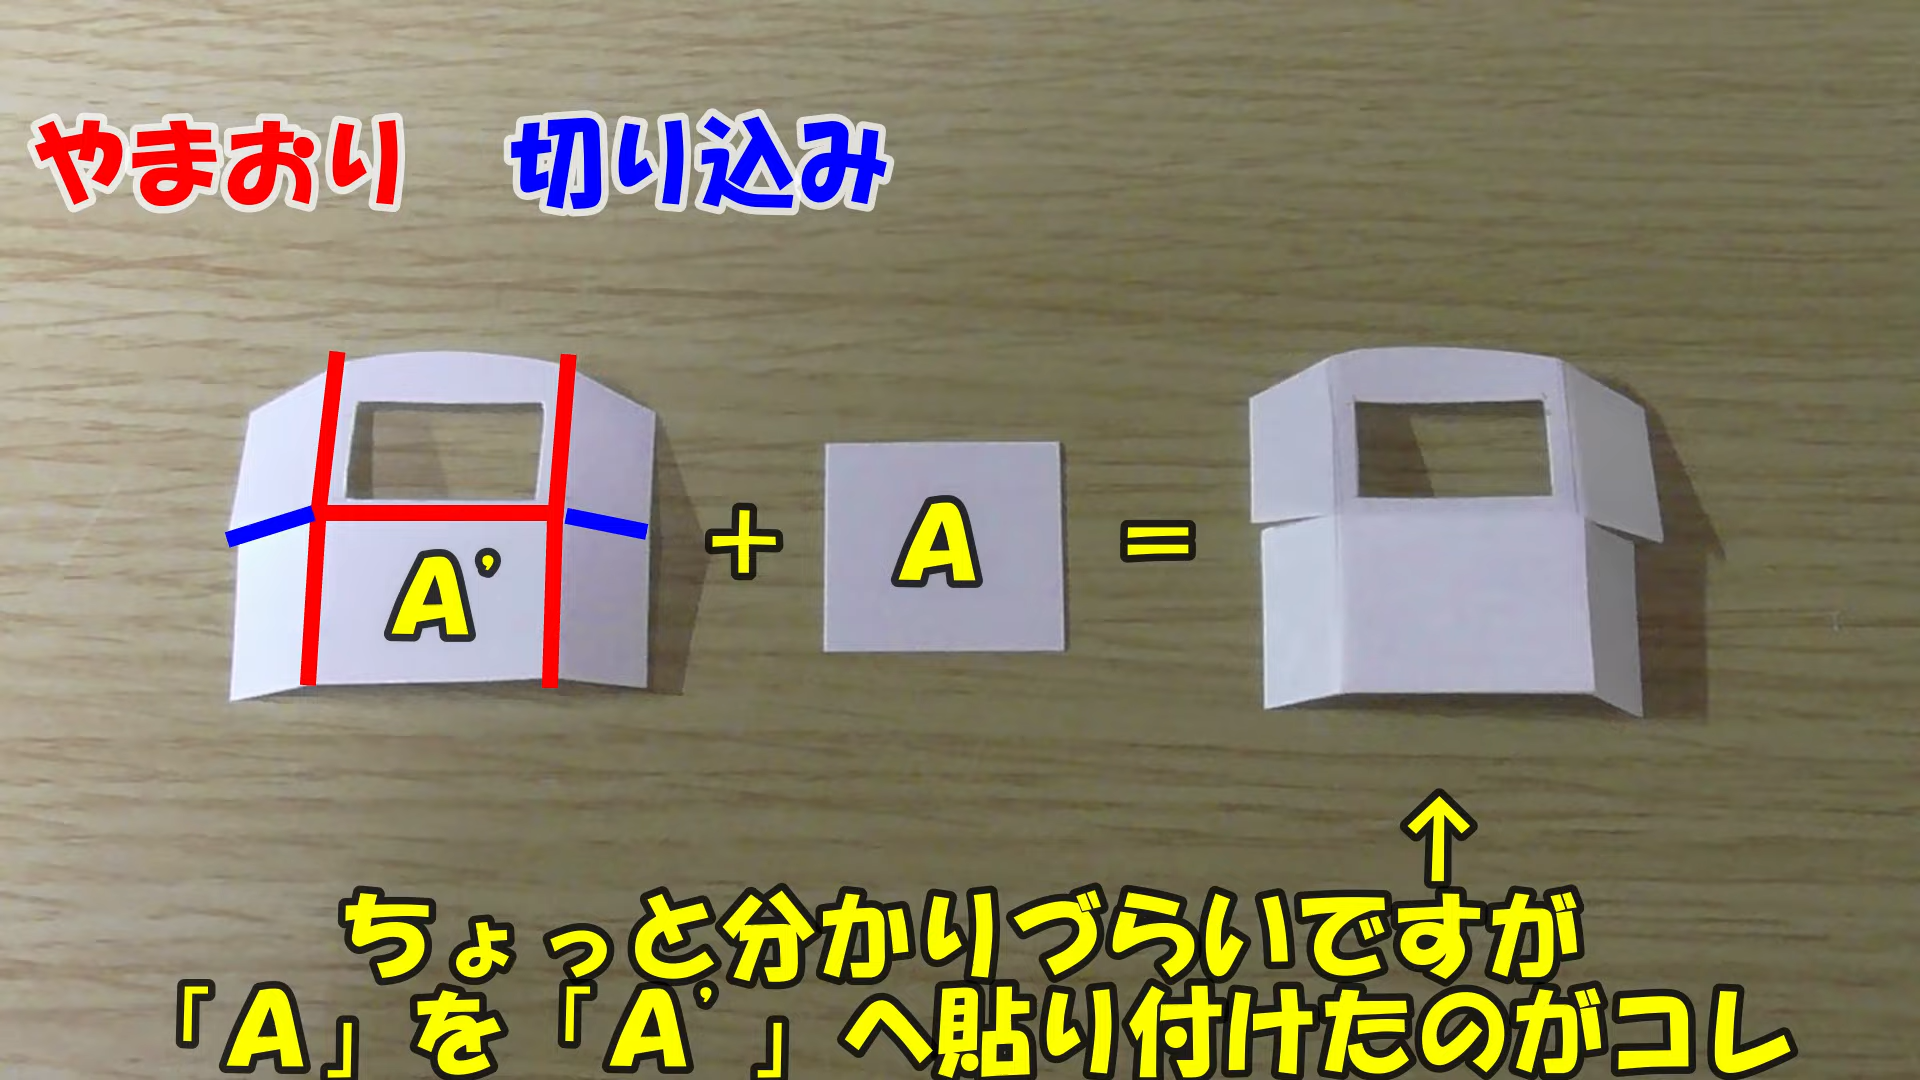 やまおり 切り込み
A' + A =
↑
ちょっと分かりづらいですが
「A」を「A'」へ貼り付けたのがコレ